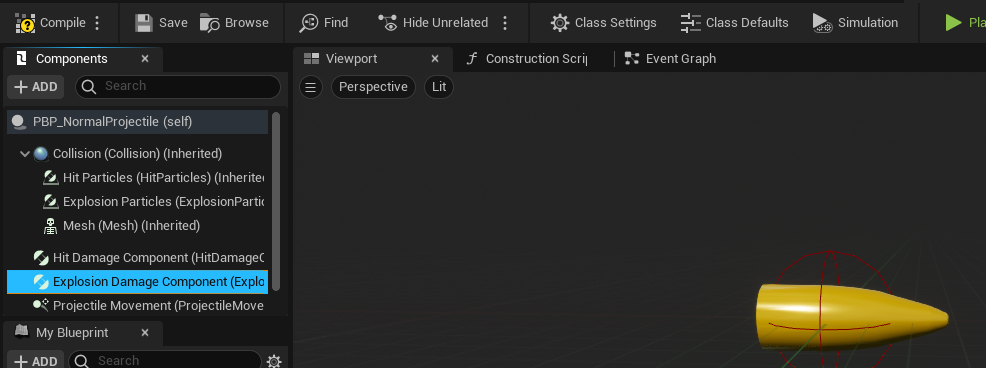 Compile Save Browse Find Hide Unrelated Class Settings Class Defaults Simulation Pla
Components Viewport Construction Scrip Event Graph
+ ADD Search Perspective Lit
PBP_NormalProjectile (self)
Collision (Collision) (Inherited)
Hit Particles (HitParticles) (Inherite
Explosion Particles (ExplosionPartic
Mesh (Mesh) (Inherited)
Hit Damage Component (HitDamageC
Explosion Damage Component (Explo
Projectile Movement (ProjectileMove
My Blueprint
+ ADD Search